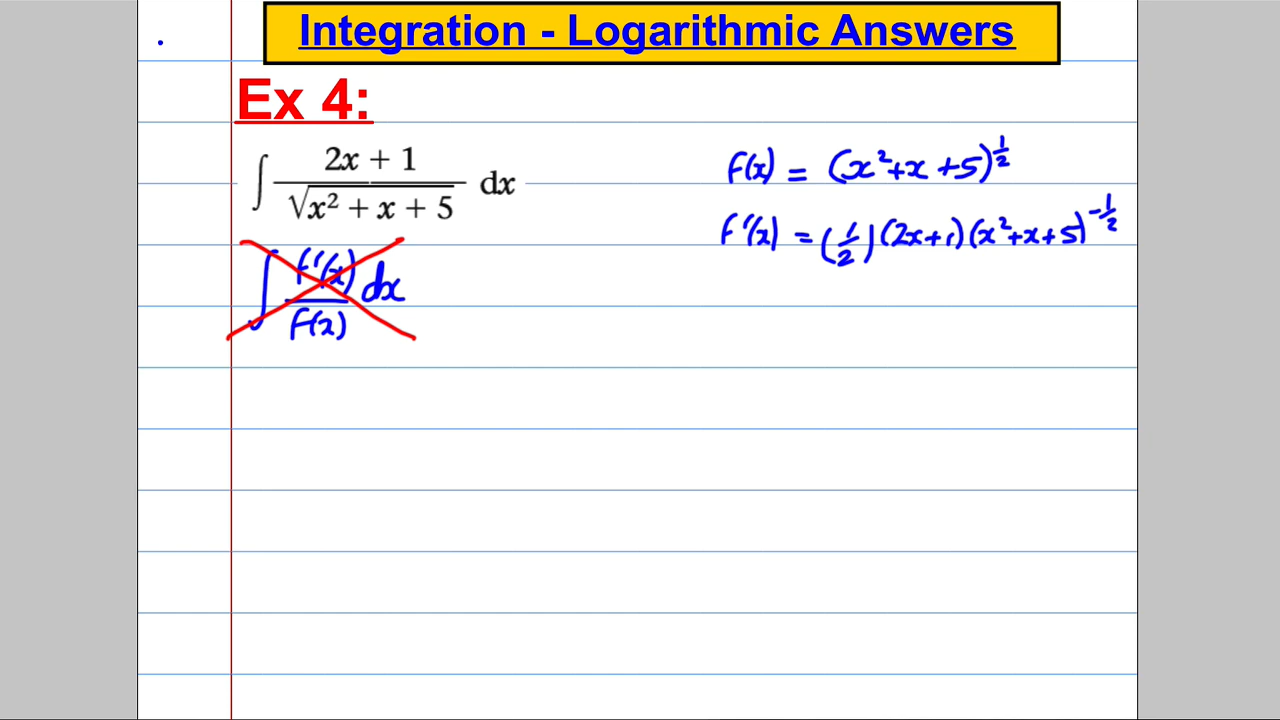 Integration - Logarithmic Answers
Ex 4:
∫ (2x + 1)/√(x² + x + 5) dx
f(x) = (x²+x+5)^(1/2)
f'(x) = (1/2)(2x+1)(x²+x+5)^(-1/2)
∫ f'(x)/f(x) dx